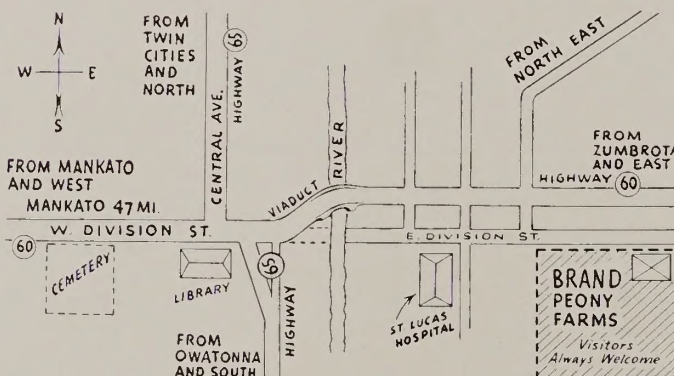 N
W E
S
FROM
TWIN
CITIES
AND
NORTH
CENTRAL AVE.
HIGHWAY 65
RIVER
VIADUCT
FROM
NORTH EAST
FROM
ZUMBROTA
AND EAST
HIGHWAY 60
FROM MANKATO
AND WEST
MANKATO 47 MI.
W. DIVISION ST.
60
E. DIVISION ST.
CEMETERY
LIBRARY
65
HIGHWAY
FROM
OWATONNA
AND SOUTH
ST LUCAS
HOSPITAL
BRAND
PEONY
FARMS
Visitors
Always Welcome